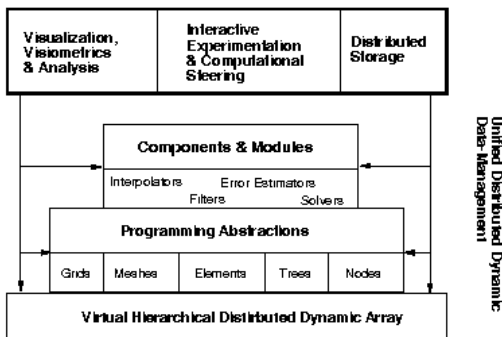 Visualization,
Visiometrics
& Analysis
Interactive
Experimentation
& Computational
Steering
Distributed
Storage
Components & Modules
Interpolators Error Estimators
Filters Solvers
Programming Abstractions
Grids Meshes Elements Trees Nodes
Virtual Hierarchical Distirbuted Dynamic Array
Unified Distributed Dynamic
Data-Management